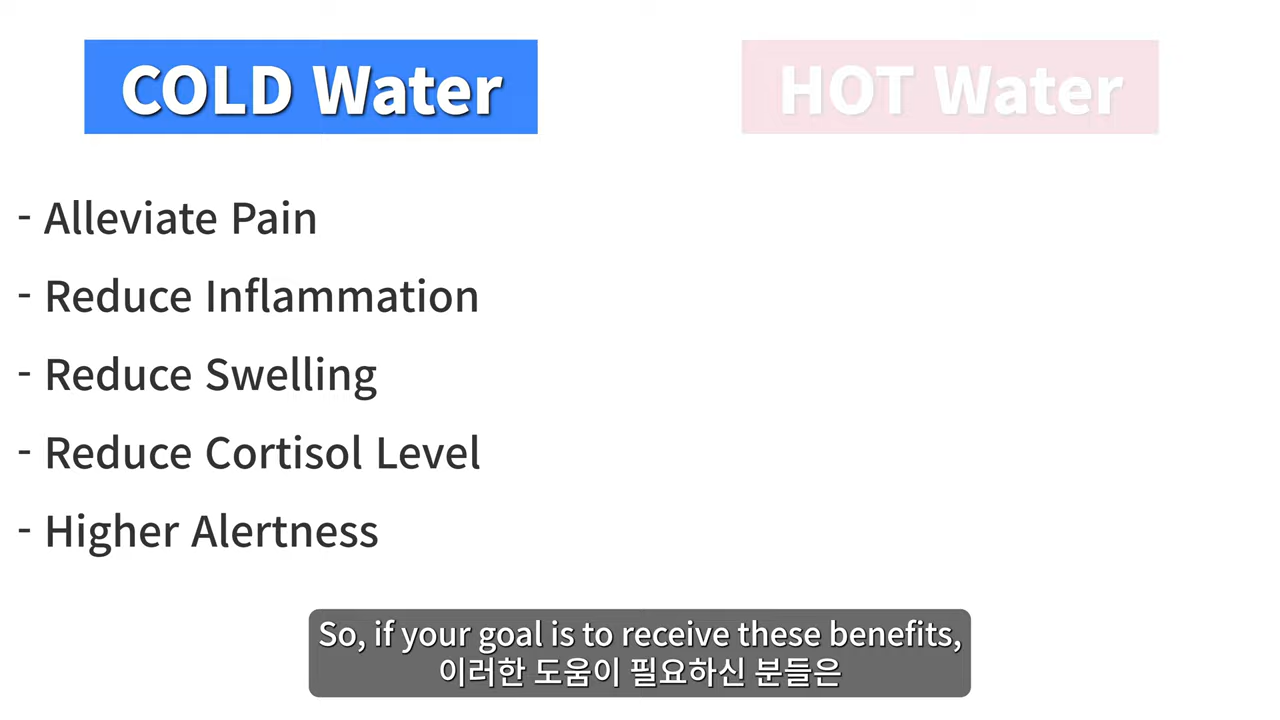 COLD Water
HOT Water
- Alleviate Pain
- Reduce Inflammation
- Reduce Swelling
- Reduce Cortisol Level
- Higher Alertness
So, if your goal is to receive these benefits,
이러한 도움이 필요하신 분들은